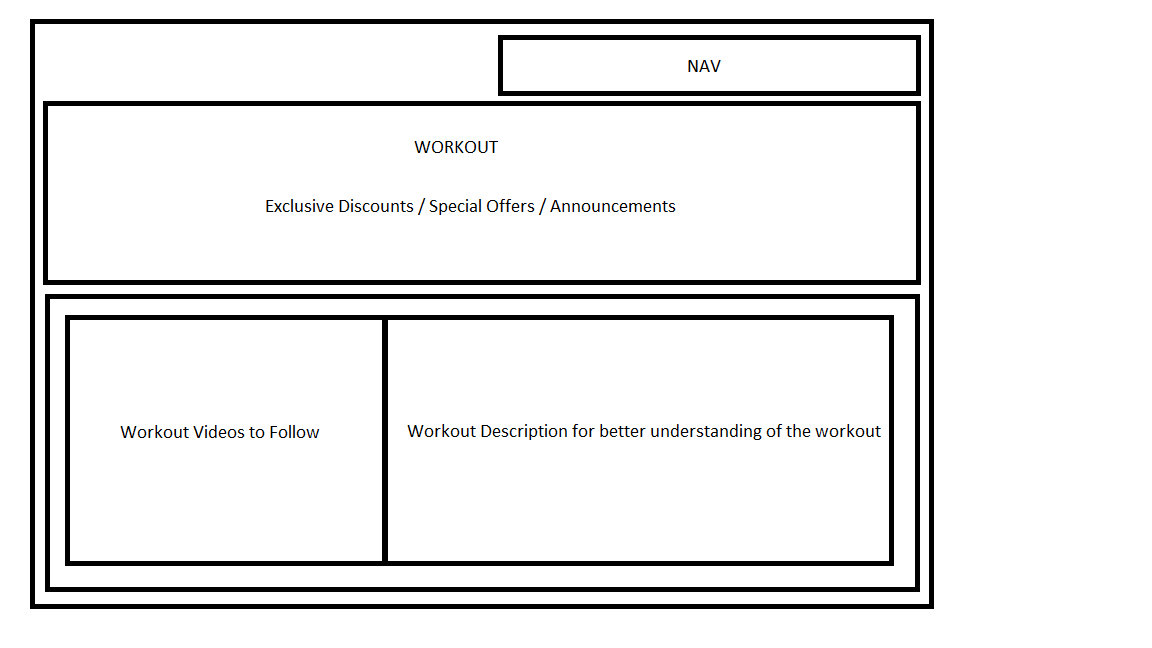 NAV
WORKOUT
Exclusive Discounts / Special Offers / Announcements
Workout Videos to Follow
Workout Description for better understanding of the workout